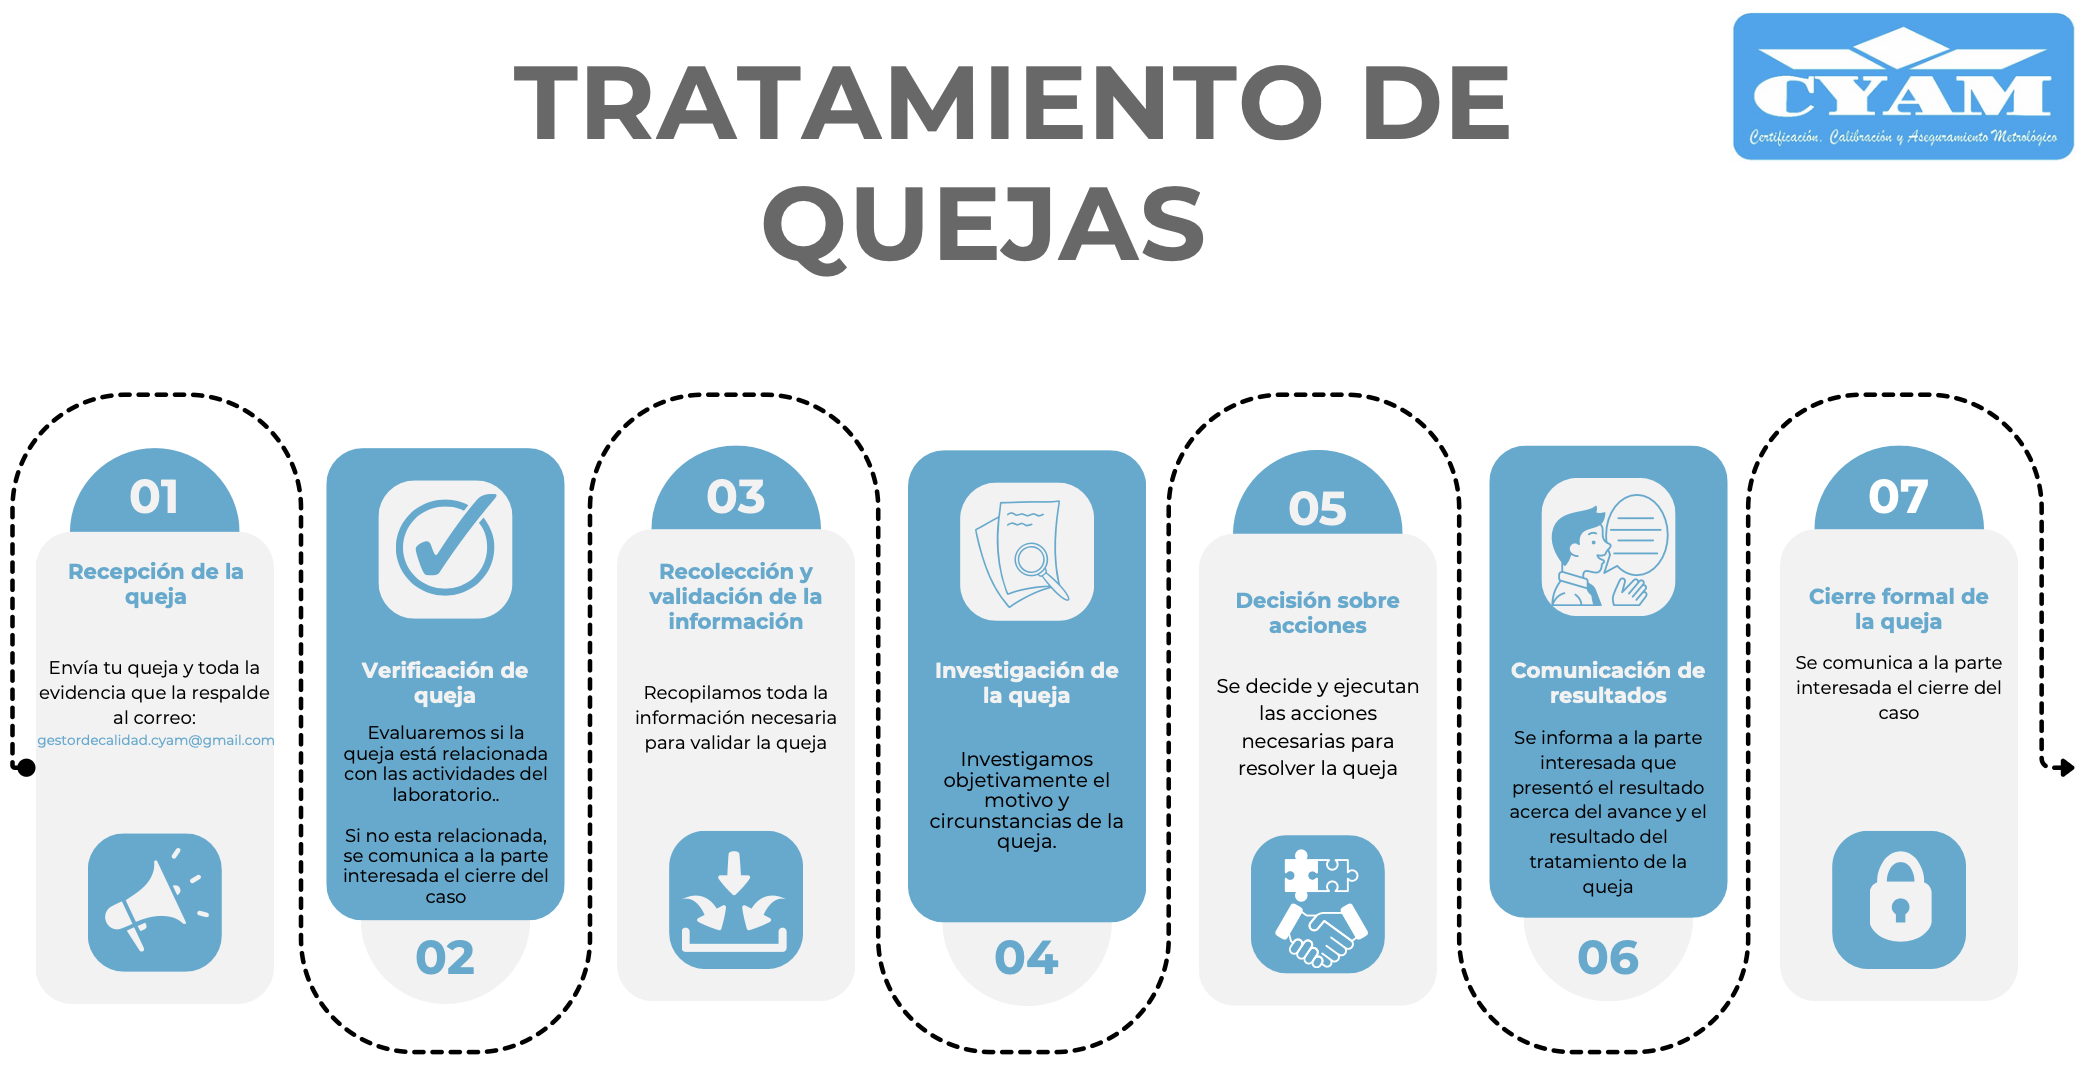 TRATAMIENTO DE
QUEJAS
CYAM
Certificación, Calibración y Aseguramiento Metrológico
01
Recepción de la
queja
Envía tu queja y toda la
evidencia que la respalde
al correo:
gestordecalidad.cyam@gmail.com
Verificación de
queja
Evaluaremos si la
queja está relacionada
con las actividades del
laboratorio..
Si no esta relacionada,
se comunica a la parte
interesada el cierre del
caso
02
03
Recolección y
validación de la
información
Recopilamos toda la
información necesaria
para validar la queja
Investigación de
la queja
Investigamos
objetivamente el
motivo y
circunstancias de la
queja.
04
05
Decisión sobre
acciones
Se decide y ejecutan
las acciones
necesarias para
resolver la queja
Comunicación de
resultados
Se informa a la parte
interesada que
presentó el resultado
acerca del avance y el
resultado del
tratamiento de la
queja
06
07
Cierre formal de
la queja
Se comunica a la parte
interesada el cierre del
caso